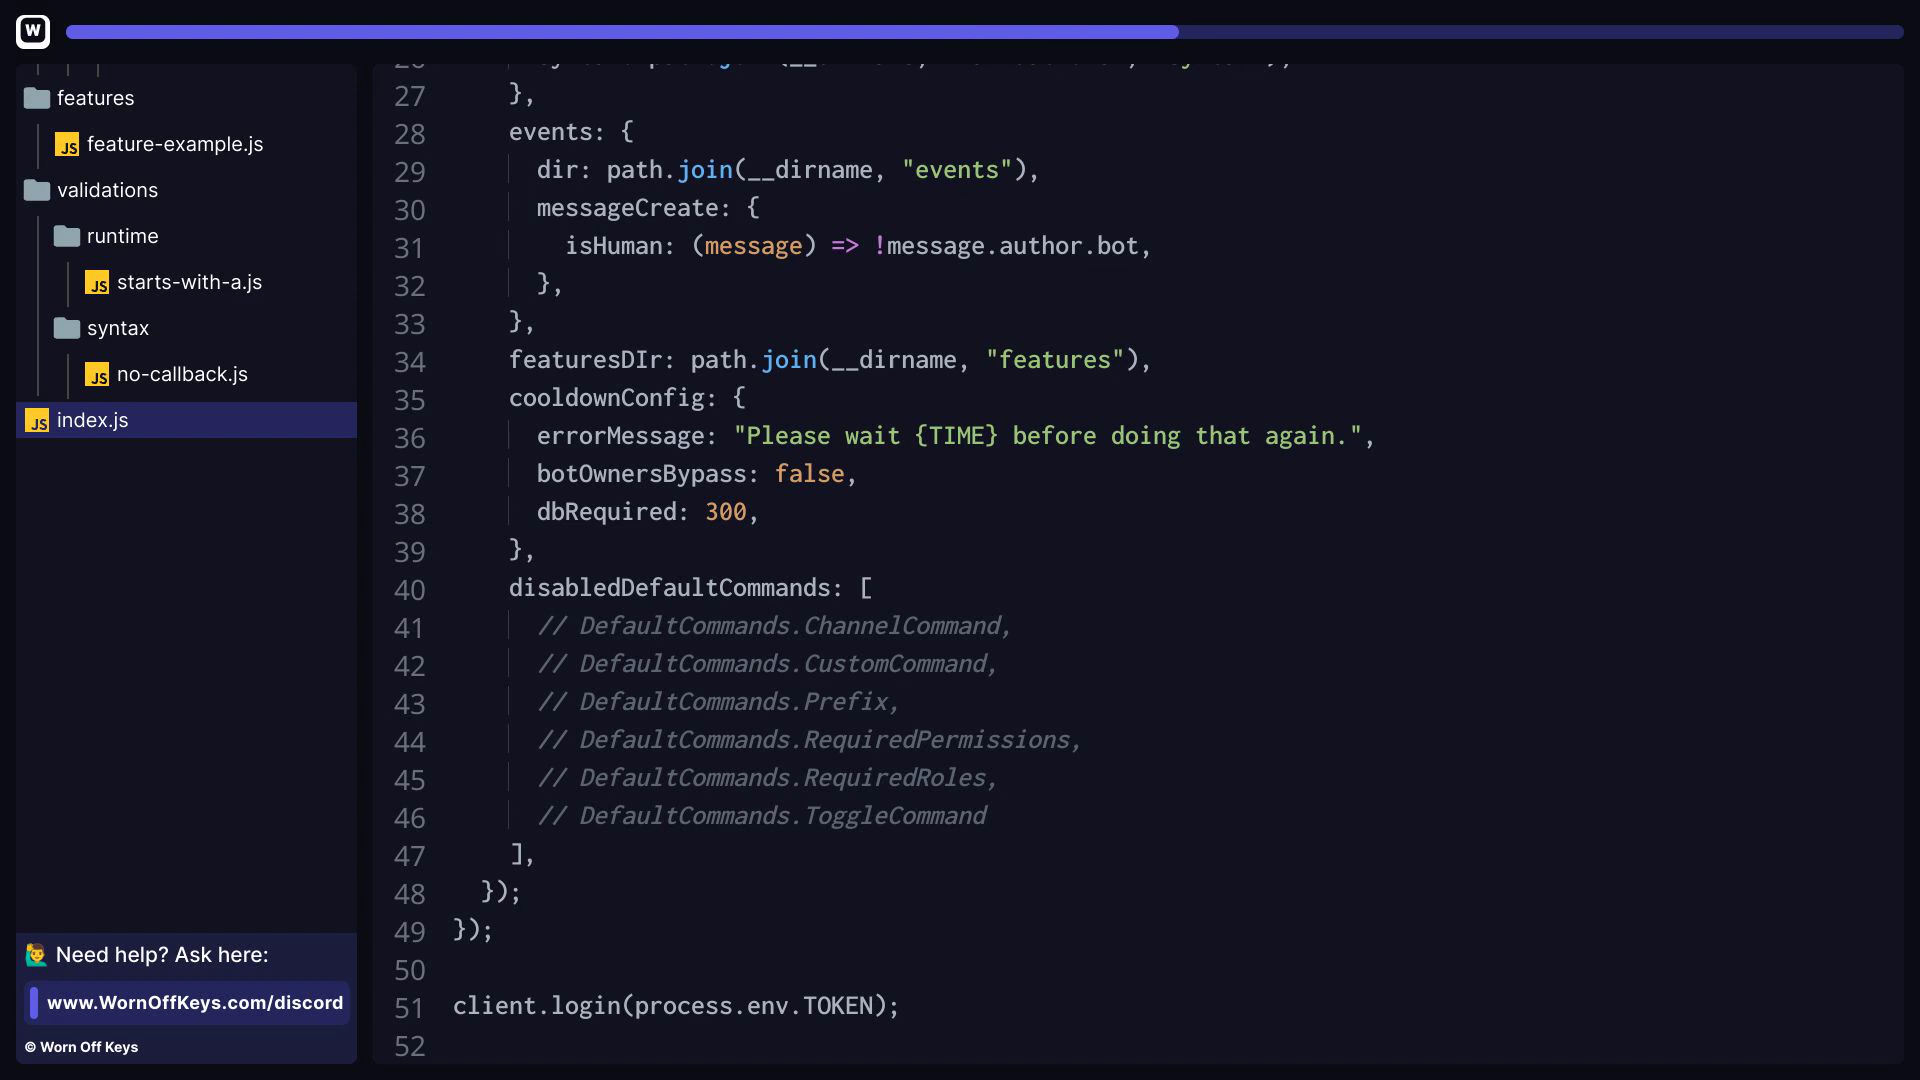 W
features
JS feature-example.js
validations
runtime
JS starts-with-a.js
syntax
JS no-callback.js
JS index.js
Need help? Ask here:
www.WornOffKeys.com/discord
© Worn Off Keys
27 },
28 events: {
29 dir: path.join(__dirname, "events"),
30 messageCreate: {
31 isHuman: (message) => !message.author.bot,
32 },
33 },
34 featuresDIr: path.join(__dirname, "features"),
35 cooldownConfig: {
36 errorMessage: "Please wait {TIME} before doing that again.",
37 botOwnersBypass: false,
38 dbRequired: 300,
39 },
40 disabledDefaultCommands: [
41 // DefaultCommands.ChannelCommand,
42 // DefaultCommands.CustomCommand,
43 // DefaultCommands.Prefix,
44 // DefaultCommands.RequiredPermissions,
45 // DefaultCommands.RequiredRoles,
46 // DefaultCommands.ToggleCommand
47 ],
48 });
49 });
50
51 client.login(process.env.TOKEN);
52